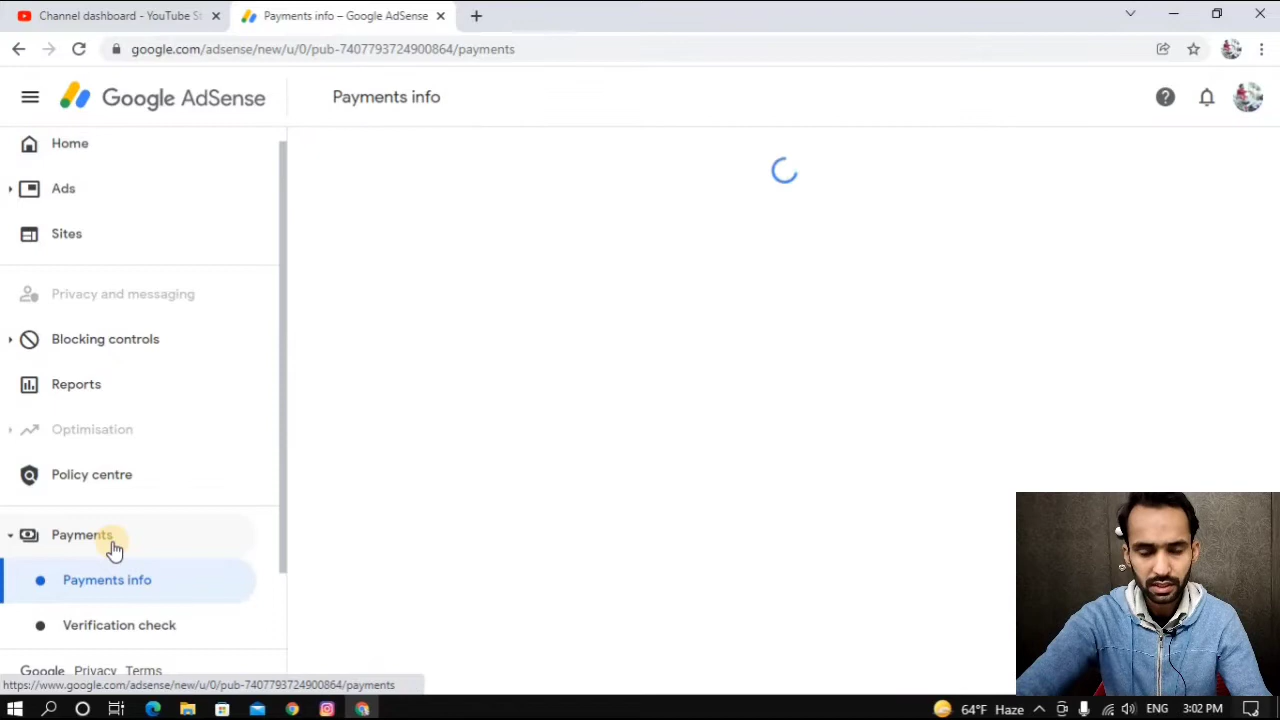 Channel dashboard - YouTube St
Payments info – Google AdSense
google.com/adsense/new/u/0/pub-7407793724900864/payments
Google AdSense
Payments info
Home
Ads
Sites
Privacy and messaging
Blocking controls
Reports
Optimisation
Policy centre
Payments
Payments info
Verification check
Google Privacy Terms
https://www.google.com/adsense/new/u/0/pub-7407793724900864/payments
64°F Haze
ENG
3:02 PM